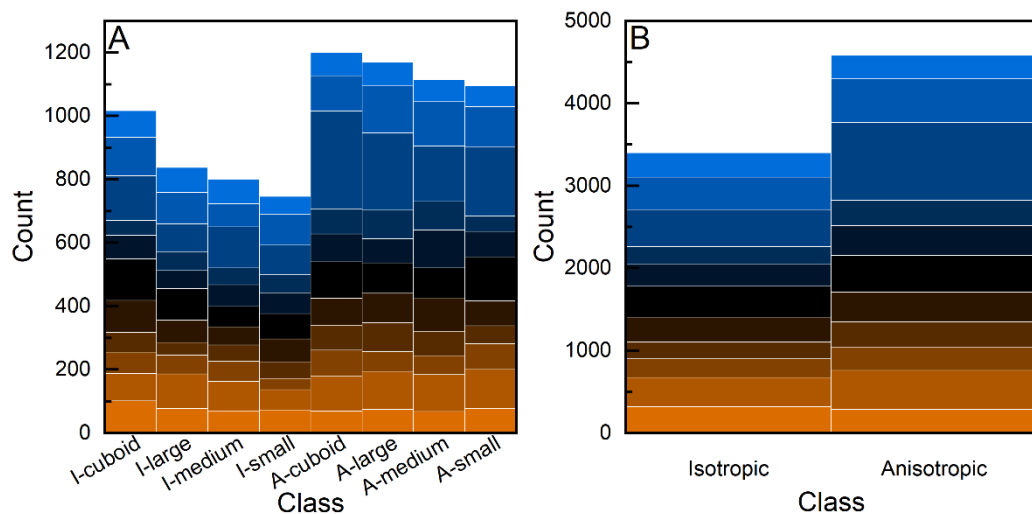 A
1200
1000
800
600
400
200
0
Count
I-cuboid
I-large
I-medium
I-small
A-cuboid
A-large
A-medium
A-small
Class
B
5000
4000
3000
2000
1000
0
Count
Isotropic
Anisotropic
Class